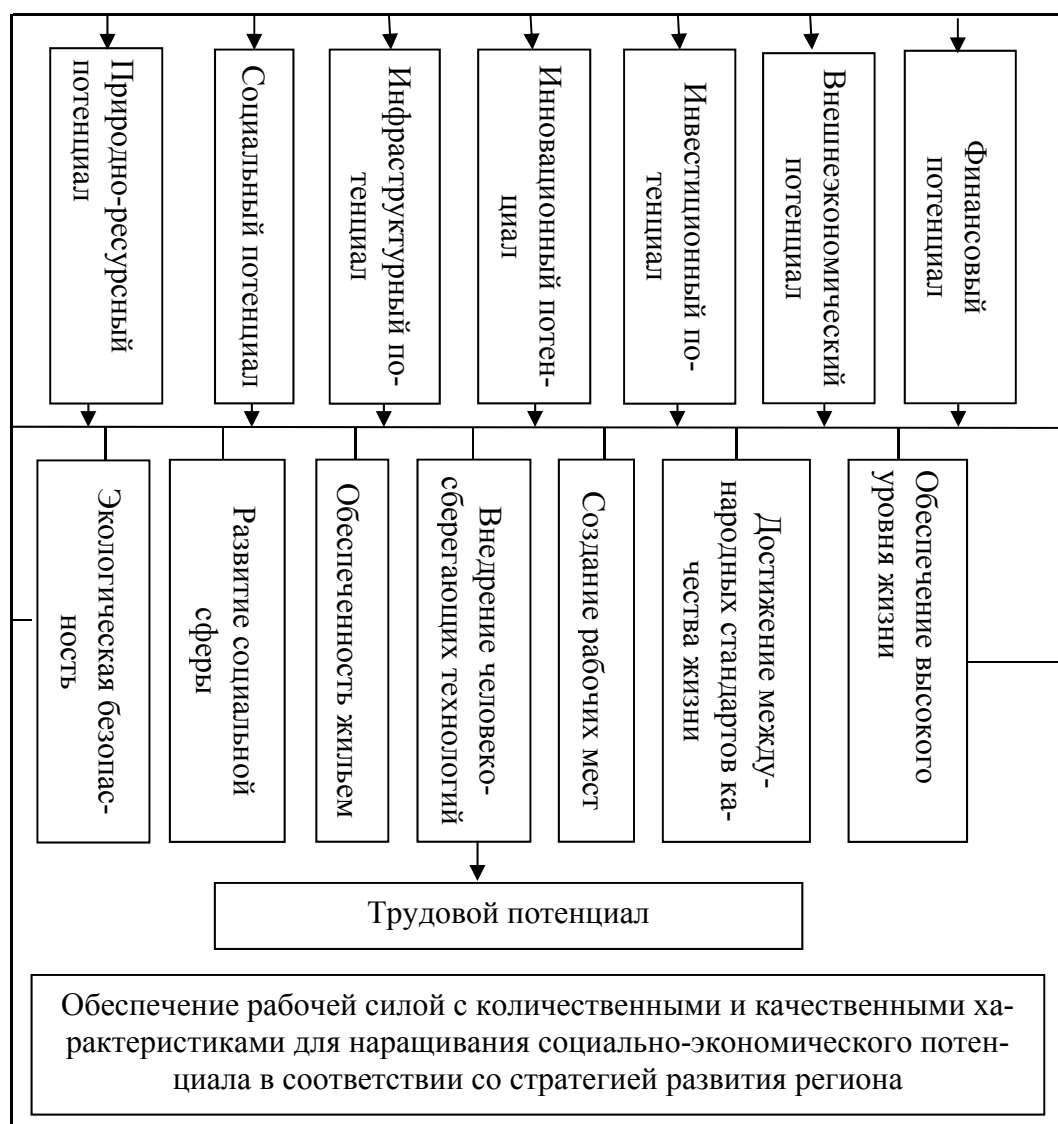 Природно-ресурсный
потенциал
Социальный потенциал
Инфраструктурный по-
тенциал
Инновационный потен-
циал
Инвестиционный по-
тенциал
Внешнеэкономический
потенциал
Финансовый
потенциал
Экологическая безопас-
ность
Развитие социальной
сферы
Обеспеченность жильем
Внедрение человеко-
сберегающих технологий
Создание рабочих мест
Достижение между-
народных стандартов ка-
чества жизни
Обеспечение высокого
уровня жизни
Трудовой потенциал
Обеспечение рабочей силой с количественными и качественными ха-
рактеристиками для наращивания социально-экономического потен-
циала в соответствии со стратегией развития региона